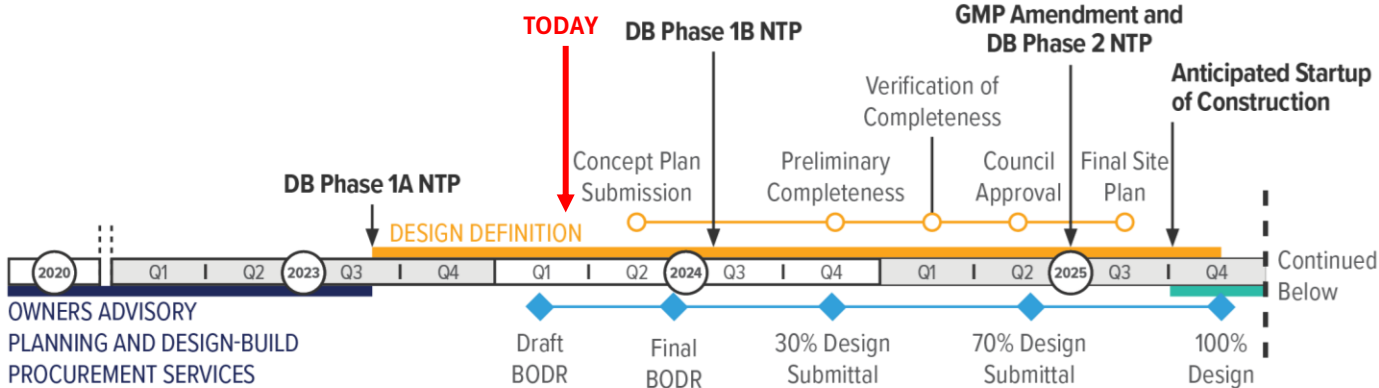 TODAY
DB Phase 1B NTP
GMP Amendment and
DB Phase 2 NTP
Anticipated Startup
of Construction
Verification of
Completeness
Concept Plan
Submission
Preliminary
Completeness
Council
Approval
Final Site
Plan
DB Phase 1A NTP
DESIGN DEFINITION
2020 Q1 Q2 2023 Q3 Q4 Q1 Q2 2024 Q3 Q4 Q1 Q2 2025 Q3 Q4
Continued
Below
OWNERS ADVISORY
PLANNING AND DESIGN-BUILD
PROCUREMENT SERVICES
Draft
BODR
Final
BODR
30% Design
Submittal
70% Design
Submittal
100%
Design